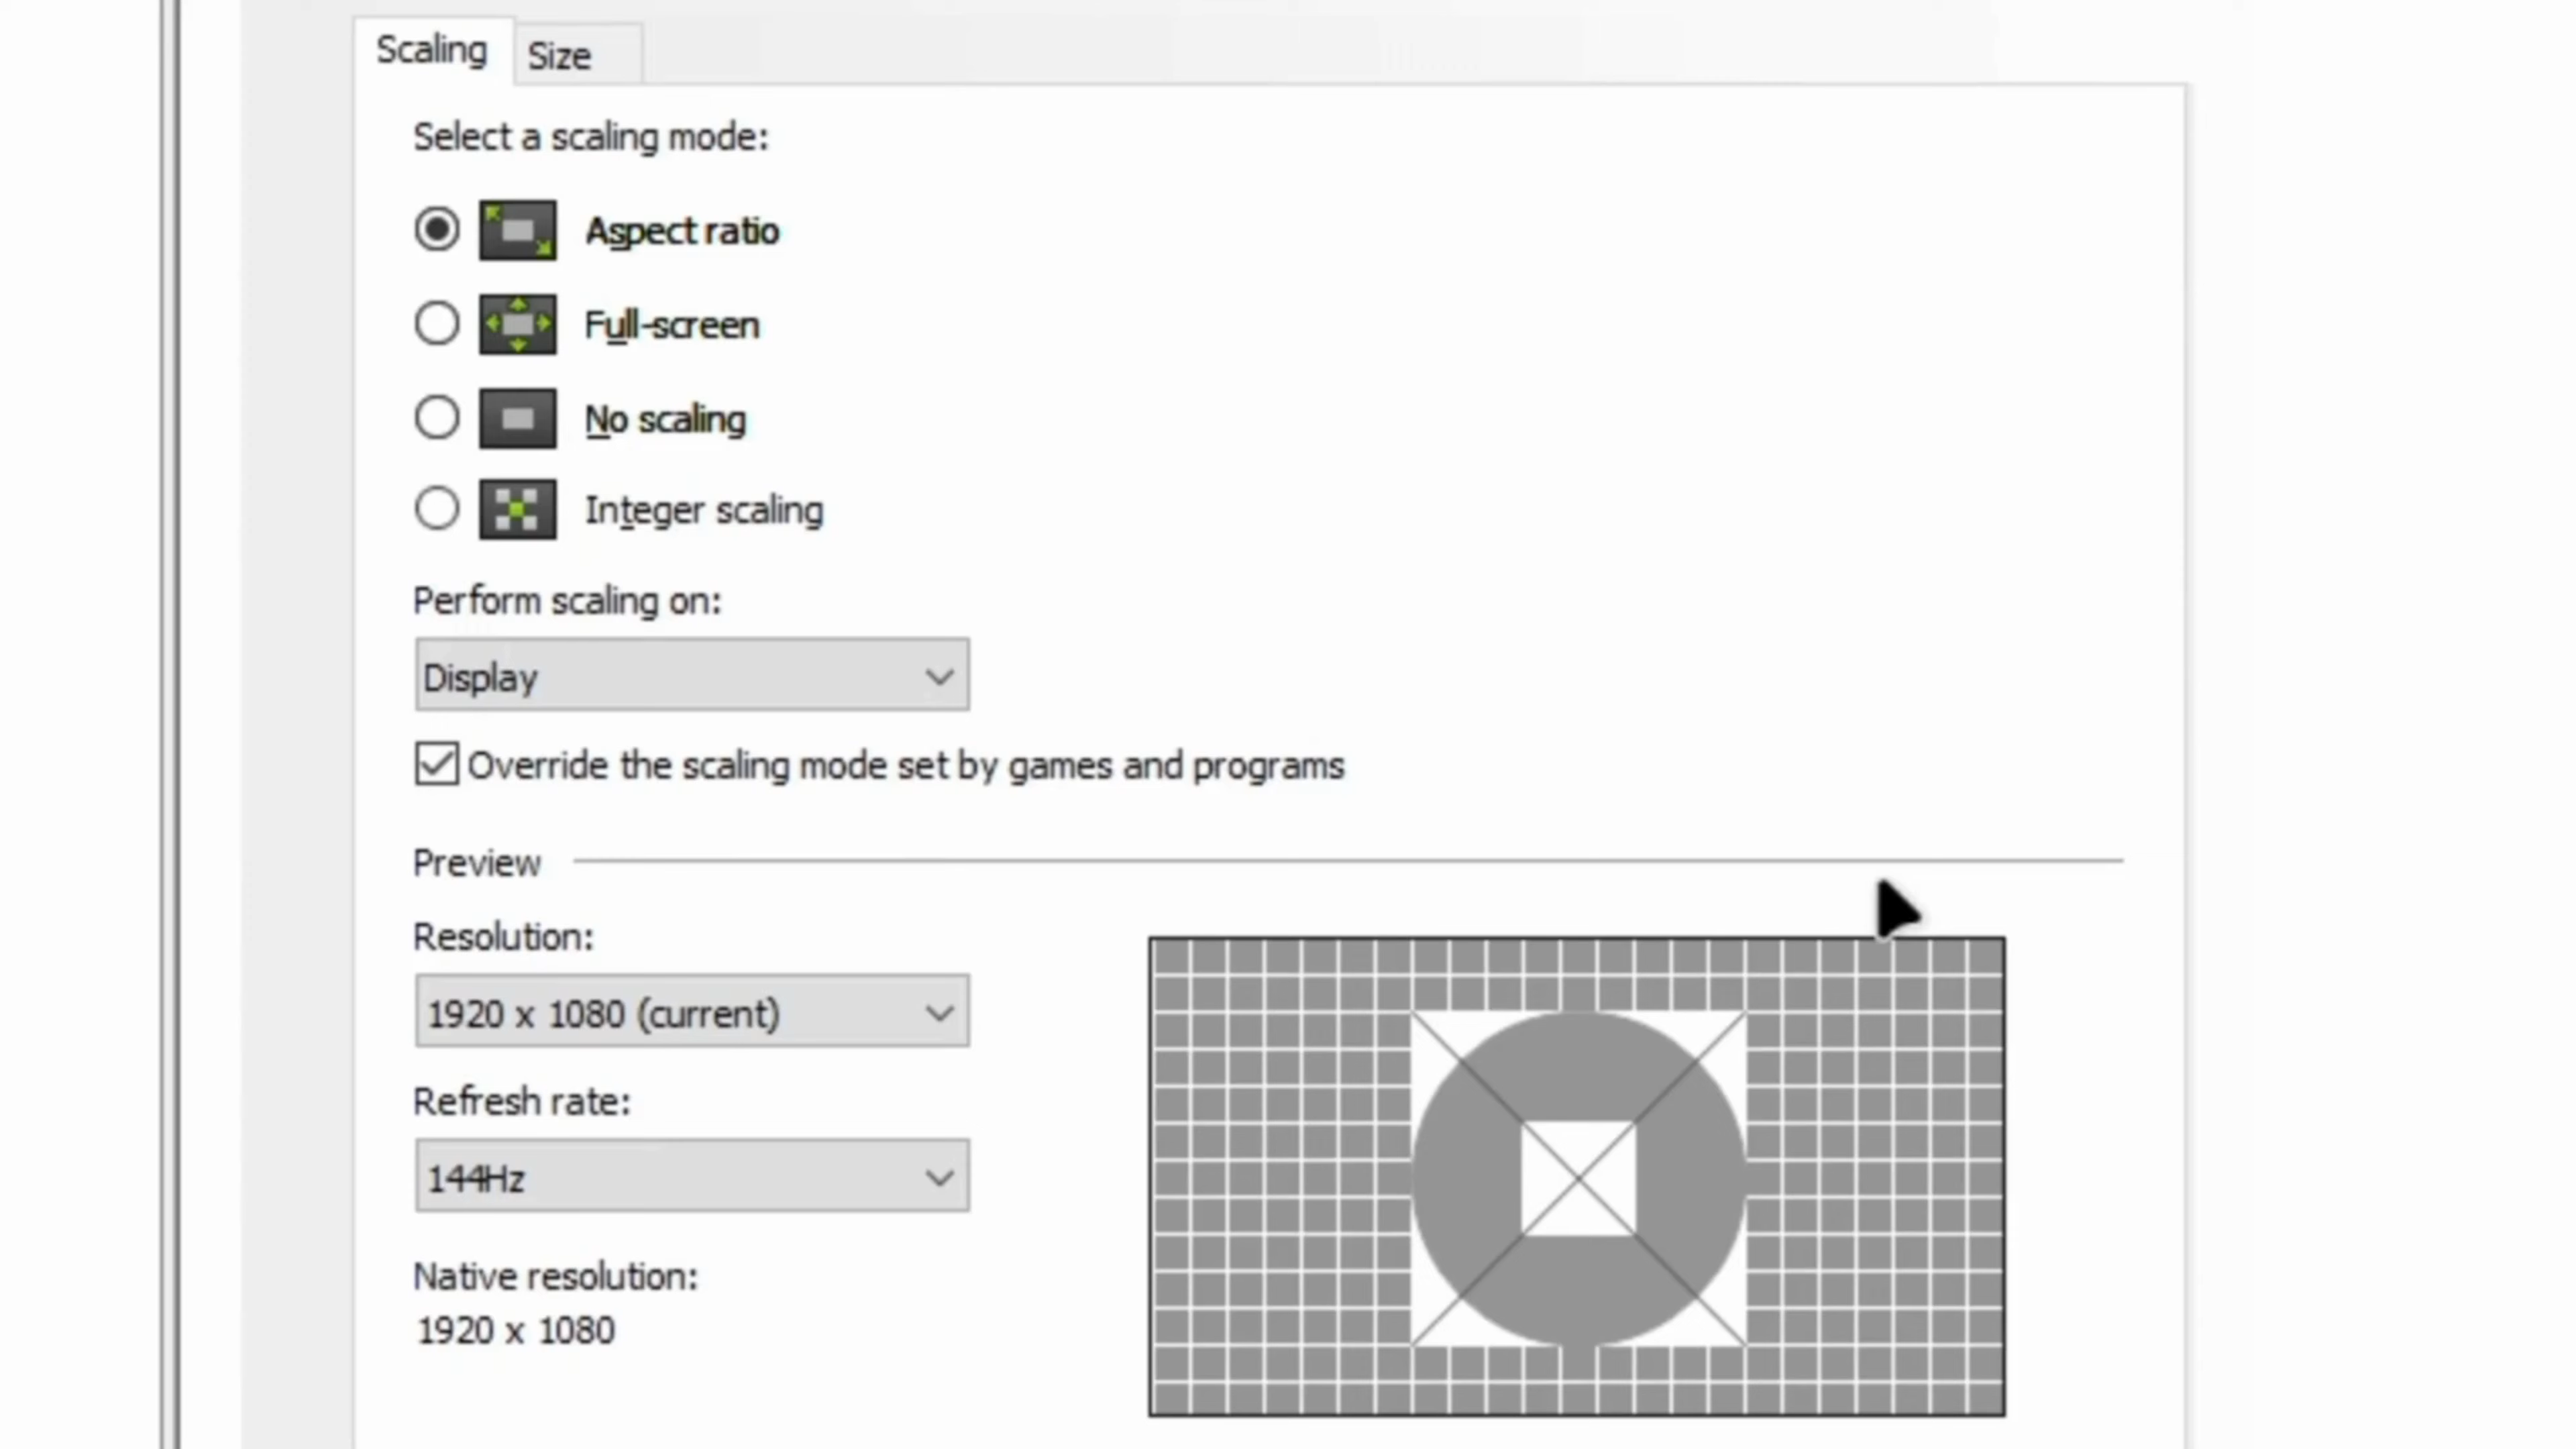 Scaling
Size
Select a scaling mode:
Aspect ratio
Full-screen
No scaling
Integer scaling
Perform scaling on:
Display
Override the scaling mode set by games and programs
Preview
Resolution:
1920 x 1080 (current)
Refresh rate:
144Hz
Native resolution:
1920 x 1080